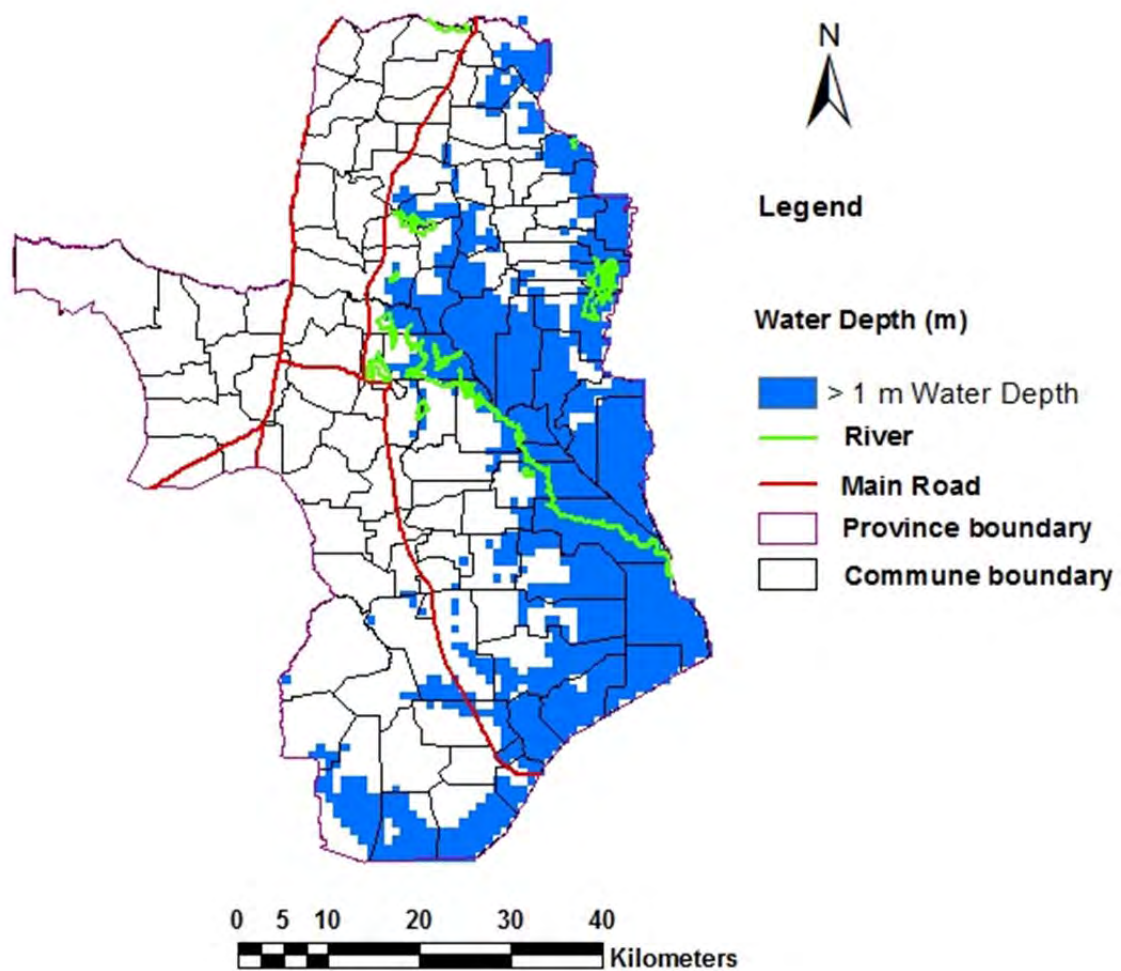 N
Legend
Water Depth (m)
> 1 m Water Depth
River
Main Road
Province boundary
Commune boundary
0 5 10 20 30 40
Kilometers